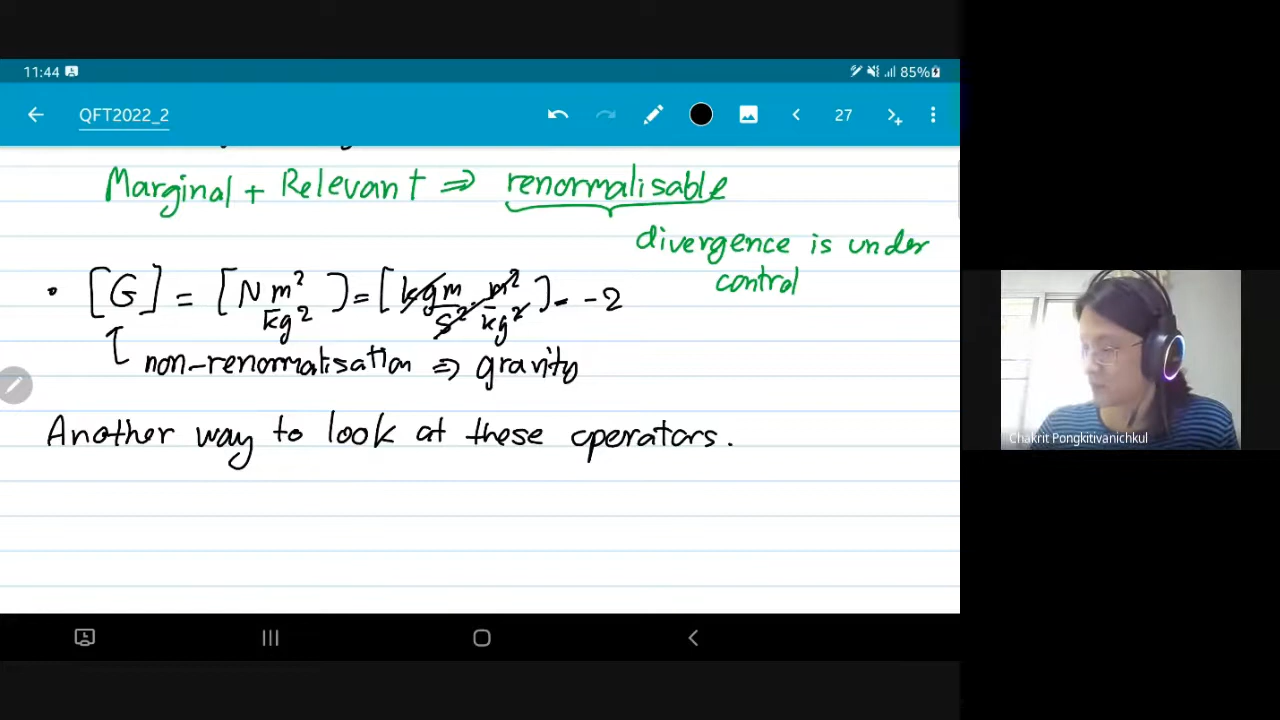 11:44 85%
QFT2022_2 27
Marginal + Relevant ⇒ renormalisable
divergence is under
control
• [G] = [N m²/kg²] = [kgm/s² · m²/kg²] = -2
non-renormalisation ⇒ gravity
Another way to look at these operators.
Chakrit Pongkitivanichkul